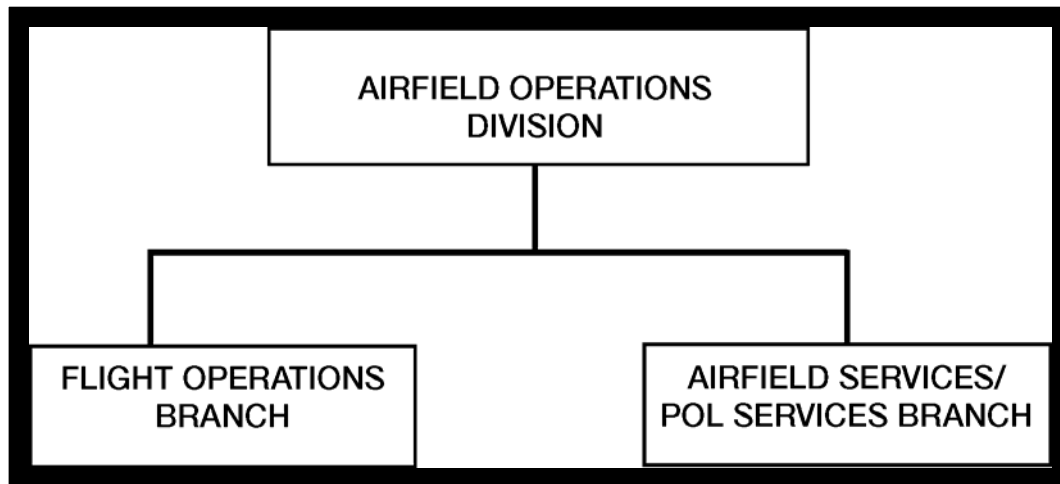 AIRFIELD OPERATIONS
DIVISION
FLIGHT OPERATIONS
BRANCH
AIRFIELD SERVICES/
POL SERVICES BRANCH